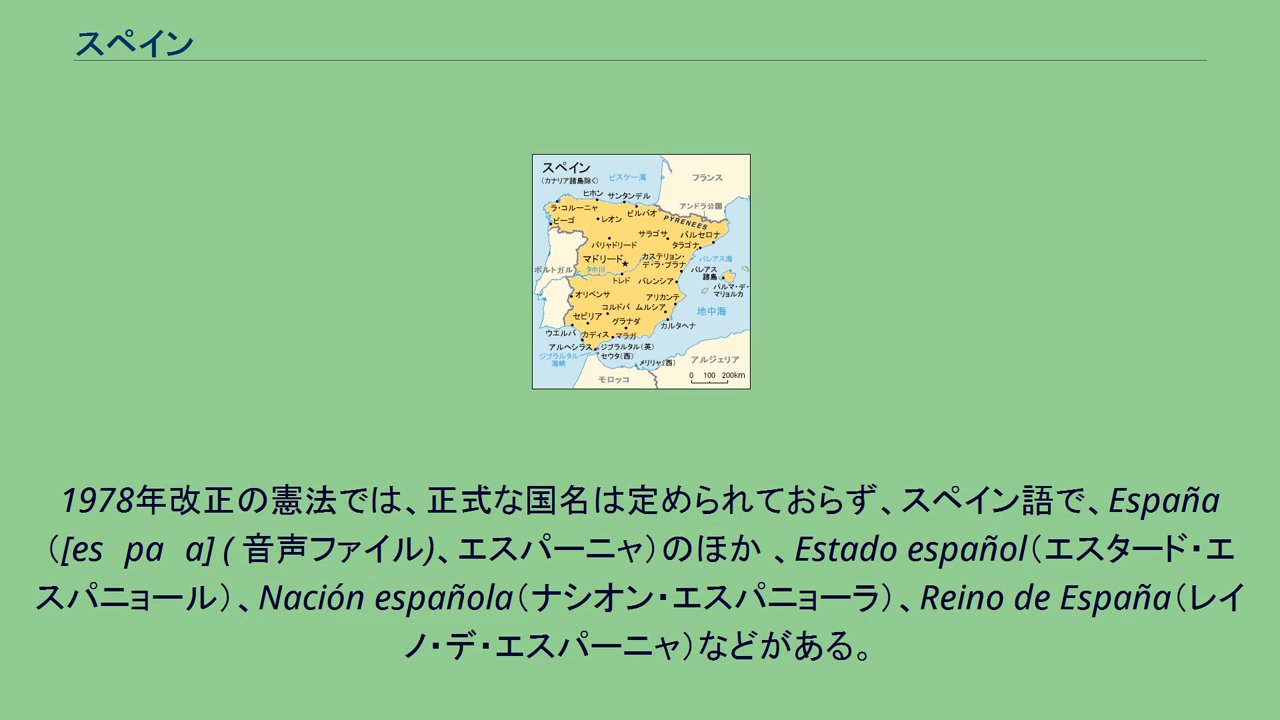 スペイン
スペイン
(カナリア諸島除く)
ビスケー湾
フランス
ヒホン
サンタンデル
アンドラ公国
ラ・コルーニャ
ビルバオ
ビーゴ
レオン
PYRENEES
サラゴサ
バルセロナ
バリャドリード
タラゴナ
マドリード
カステリョン・
デ・ラ・プラナ
バレアス海
ポルトガル
タホ川
バレアス
諸島
トレド
バレンシア
パルマ・デ・
マリョルカ
オリベンサ
アリカンテ
コルドバ
ムルシア
地中海
セビリア
グラナダ
カルタヘナ
ウエルバ
カディス
マラガ
アルヘシラス
ジブラルタル(英)
ジブラルタル
海峡
セウタ(西)
メリリャ(西)
アルジェリア
モロッコ
0 100 200km
1978年改正の憲法では、正式な国名は定められておらず、スペイン語で、España
（[es pa a] ( 音声ファイル)、エスパーニャ）のほか 、Estado español（エスタード・エ
スパニョール）、Nación española（ナシオン・エスパニョーラ）、Reino de España（レイ
ノ・デ・エスパーニャ）などがある。